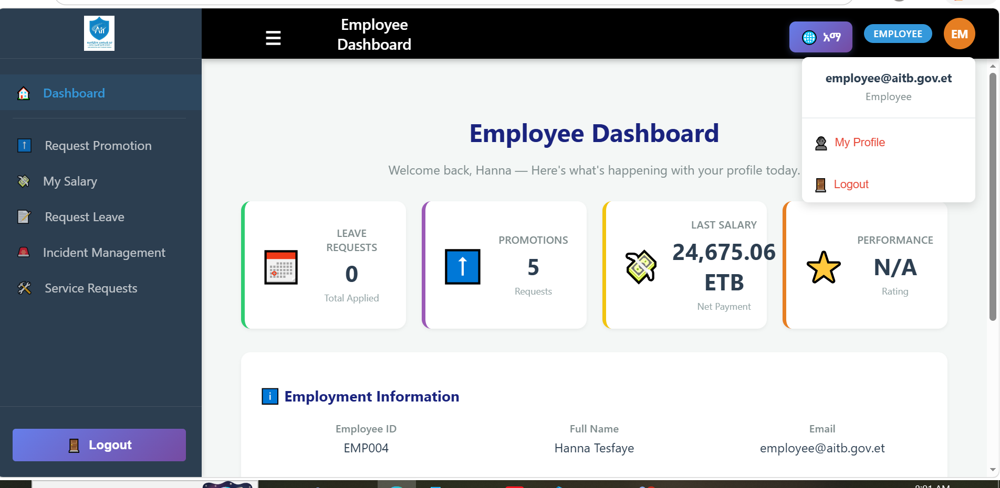 Employee
Dashboard
አማ
EMPLOYEE
EM
employee@aitb.gov.et
Employee
My Profile
Logout
Dashboard
Request Promotion
My Salary
Request Leave
Incident Management
Service Requests
Logout
Employee Dashboard
Welcome back, Hanna — Here's what's happening with your profile today.
LEAVE
REQUESTS
0
Total Applied
PROMOTIONS
5
Requests
LAST SALARY
24,675.06
ETB
Net Payment
PERFORMANCE
N/A
Rating
Employment Information
Employee ID
EMP004
Full Name
Hanna Tesfaye
Email
employee@aitb.gov.et